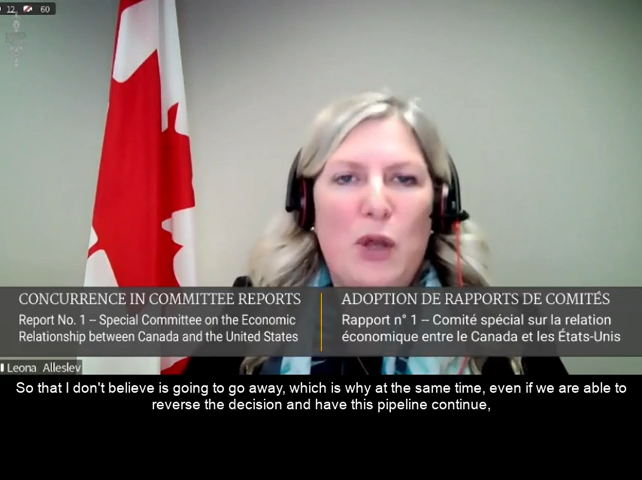 12 60
CONCURRENCE IN COMMITTEE REPORTS
Report No. 1 – Special Committee on the Economic
Relationship between Canada and the United States
ADOPTION DE RAPPORTS DE COMITÉS
Rapport n° 1 – Comité spécial sur la relation
économique entre le Canada et les États-Unis
Leona Alleslev
So that I don't believe is going to go away, which is why at the same time, even if we are able to
reverse the decision and have this pipeline continue,